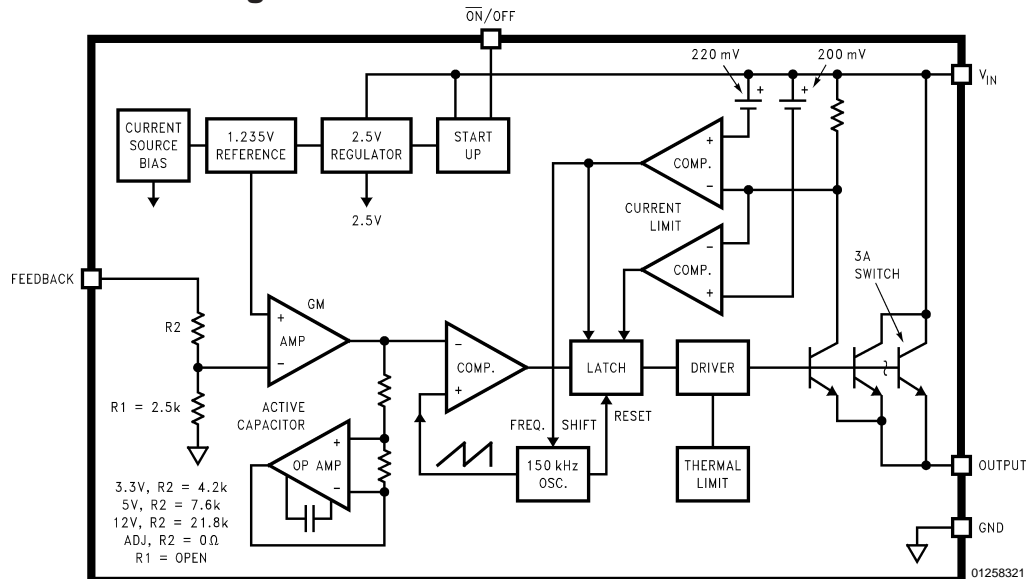 O̅N̅/OFF
220 mV
200 mV
+
+
VIN
CURRENT
SOURCE
BIAS
1.235V
REFERENCE
2.5V
REGULATOR
START
UP
2.5V
+
COMP.
−
CURRENT
LIMIT
−
COMP.
+
3A
SWITCH
FEEDBACK
R2
R1 = 2.5k
GM
+
AMP
−
−
COMP.
+
LATCH
DRIVER
ACTIVE
CAPACITOR
+
OP AMP
−
FREQ. SHIFT
RESET
150 kHz
OSC.
THERMAL
LIMIT
OUTPUT
GND
3.3V, R2 = 4.2k
5V, R2 = 7.6k
12V, R2 = 21.8k
ADJ, R2 = 0Ω
R1 = OPEN
01258321